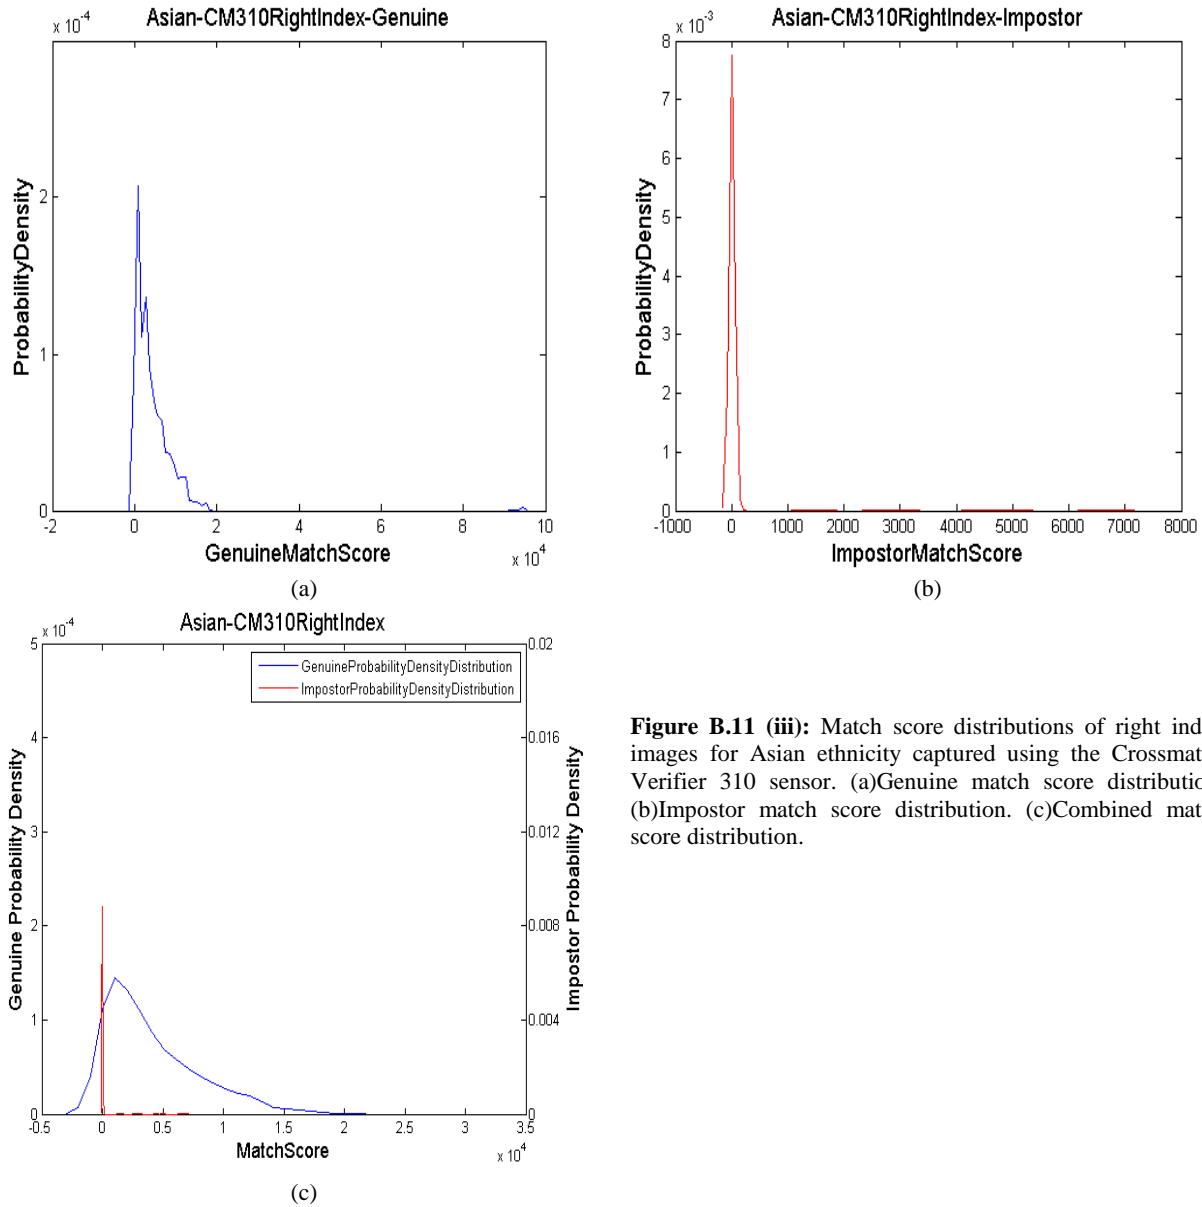 Asian-CM310RightIndex-Genuine
x 10^-4
ProbabilityDensity
2
1
0
-2 0 2 4 6 8 10
GenuineMatchScore
x 10^4
(a)
Asian-CM310RightIndex-Impostor
x 10^-3
ProbabilityDensity
8
7
6
5
4
3
2
1
0
-1000 0 1000 2000 3000 4000 5000 6000 7000 8000
ImpostorMatchScore
(b)
Asian-CM310RightIndex
x 10^-4
Genuine Probability Density
5
4
3
2
1
0
GenuineProbabilityDensityDistribution
ImpostorProbabilityDensityDistribution
0.02
0.016
0.012
0.008
0.004
0
Impostor Probability Density
-0.5 0 0.5 1 1.5 2 2.5 3 3.5
MatchScore
x 10^4
(c)
Figure B.11 (iii): Match score distributions of right ind
images for Asian ethnicity captured using the Crossmat
Verifier 310 sensor. (a)Genuine match score distributio
(b)Impostor match score distribution. (c)Combined mat
score distribution.